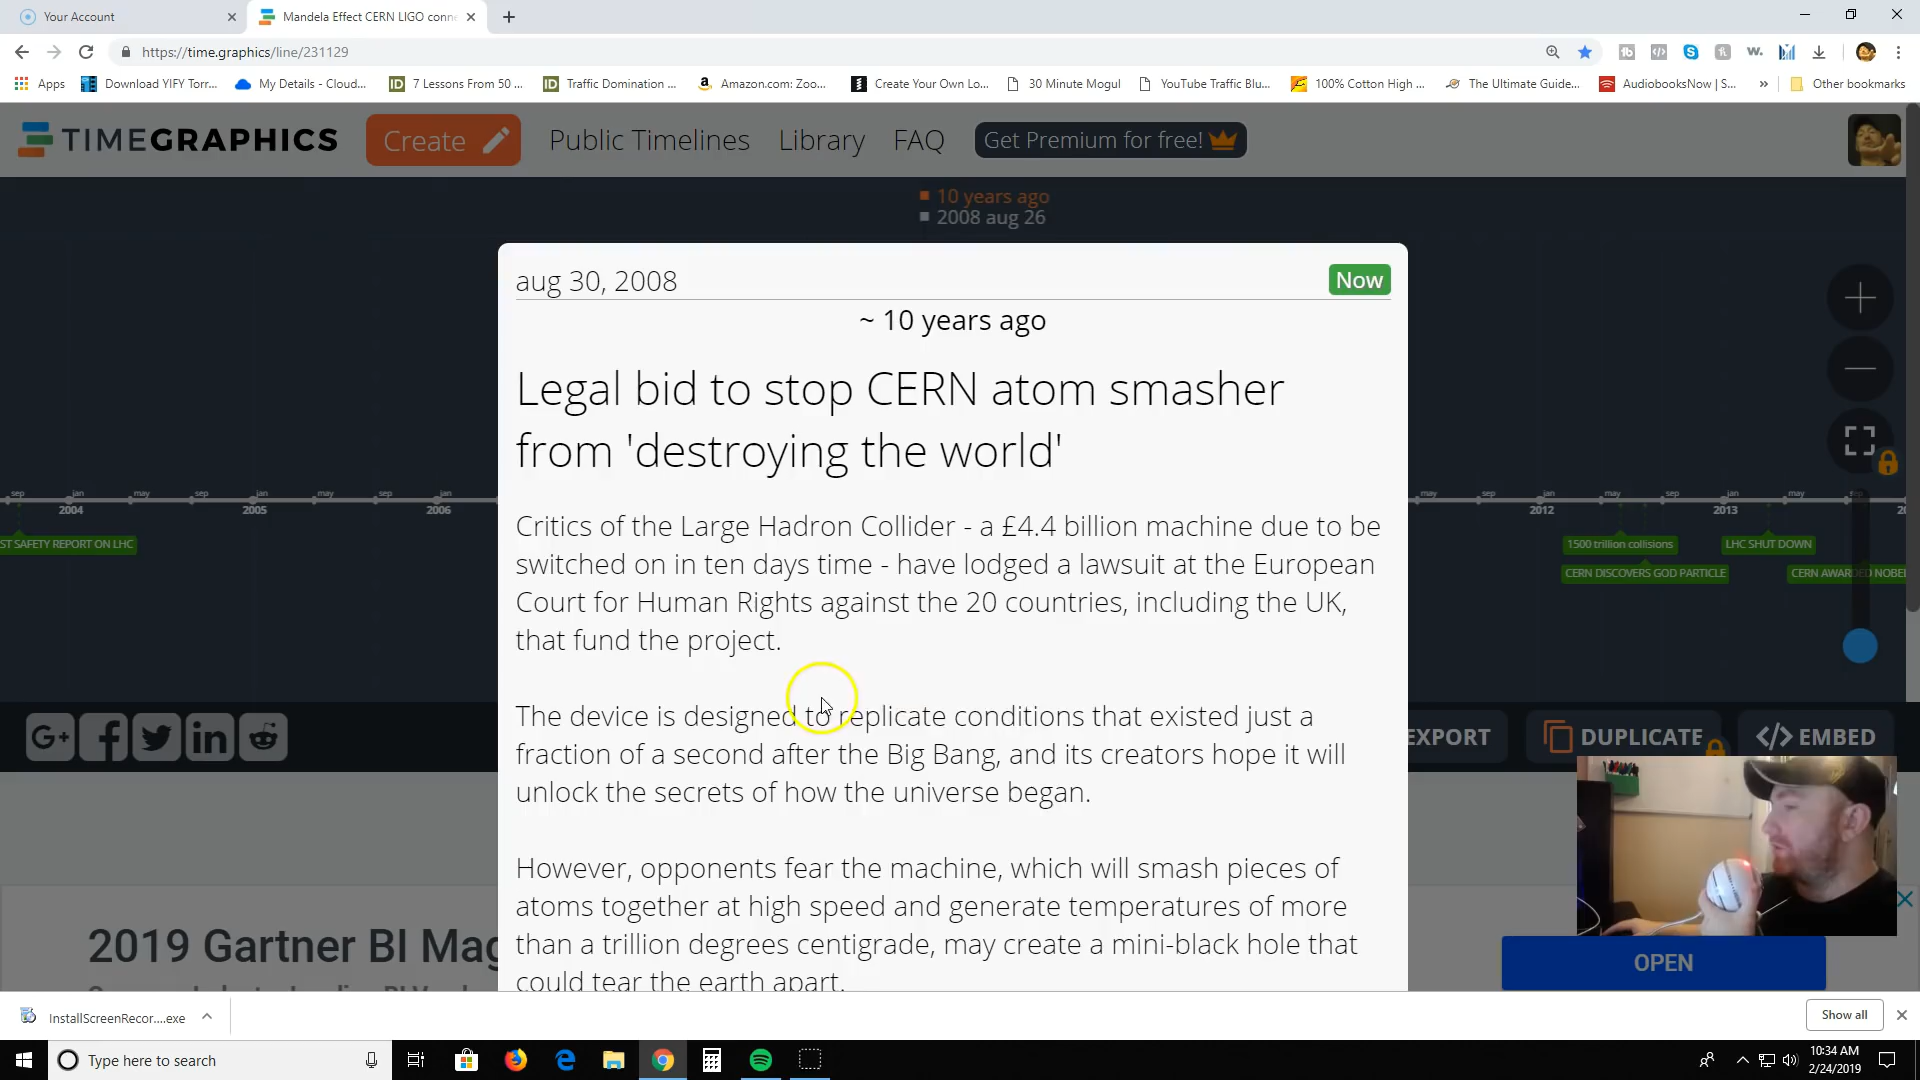 Your Account
Mandela Effect CERN LIGO conne
https://time.graphics/line/231129
Apps
Download YIFY Torr...
My Details - Cloud...
7 Lessons From 50 ...
Traffic Domination ...
Amazon.com: Zoo...
Create Your Own Lo...
30 Minute Mogul
YouTube Traffic Blu...
100% Cotton High ...
The Ultimate Guide...
AudiobooksNow | S...
»
Other bookmarks
TIMEGRAPHICS
Create
Public Timelines
Library
FAQ
Get Premium for free!
10 years ago
2008 aug 26
aug 30, 2008
Now
~ 10 years ago
Legal bid to stop CERN atom smasher
from 'destroying the world'
Critics of the Large Hadron Collider - a £4.4 billion machine due to be
switched on in ten days time - have lodged a lawsuit at the European
Court for Human Rights against the 20 countries, including the UK,
that fund the project.
The device is designed to replicate conditions that existed just a
fraction of a second after the Big Bang, and its creators hope it will
unlock the secrets of how the universe began.
However, opponents fear the machine, which will smash pieces of
atoms together at high speed and generate temperatures of more
than a trillion degrees centigrade, may create a mini-black hole that
could tear the earth apart.
sep jan may sep jan may sep jan
2004 2005 2006
ST SAFETY REPORT ON LHC
may sep jan may sep jan may sep
2012 2013 20
1500 trillion collisions
LHC SHUT DOWN
CERN DISCOVERS GOD PARTICLE
CERN AWARDED NOBEL
G+
EXPORT
DUPLICATE
</> EMBED
2019 Gartner BI Mag
OPEN
InstallScreenRecor....exe
Show all
Type here to search
10:34 AM
2/24/2019